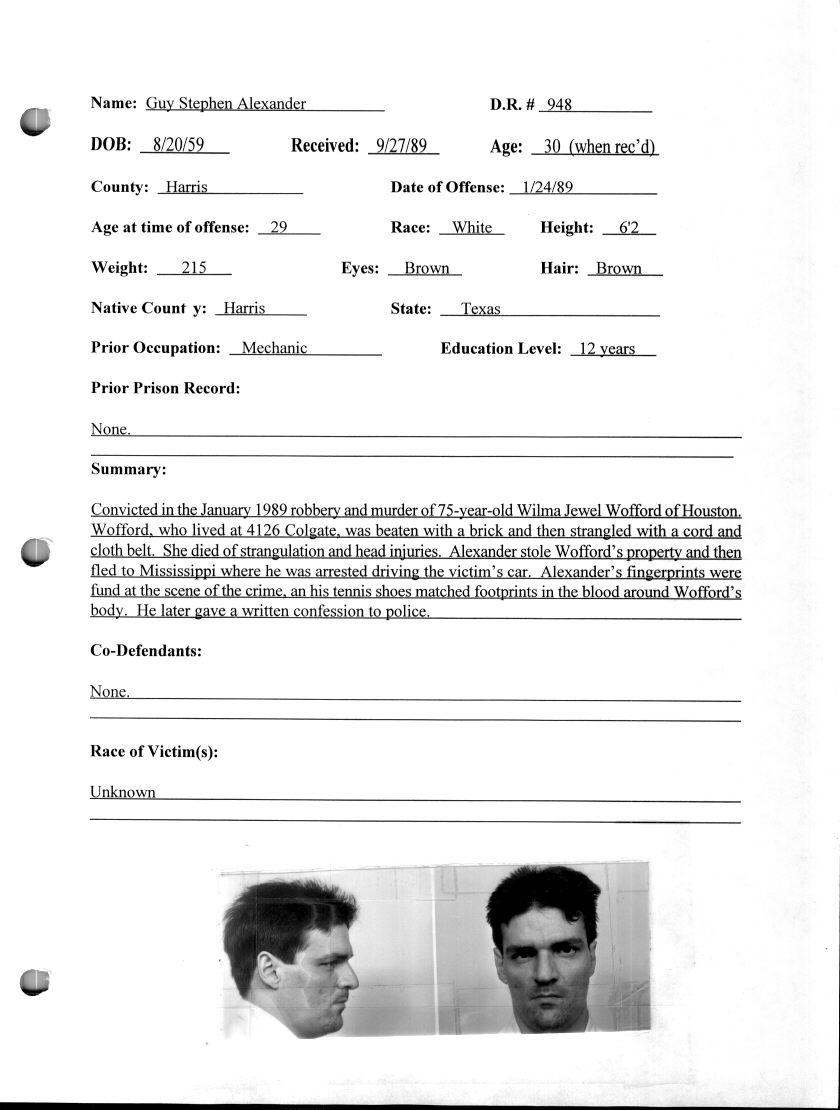 Name: Guy Stephen Alexander D.R. # 948
DOB: 8/20/59 Received: 9/27/89 Age: 30 (when rec'd)
County: Harris Date of Offense: 1/24/89
Age at time of offense: 29 Race: White Height: 6'2
Weight: 215 Eyes: Brown Hair: Brown
Native Count y: Harris State: Texas
Prior Occupation: Mechanic Education Level: 12 years
Prior Prison Record:
None.
Summary:
Convicted in the January 1989 robbery and murder of 75-year-old Wilma Jewel Wofford of Houston.
Wofford, who lived at 4126 Colgate, was beaten with a brick and then strangled with a cord and
cloth belt. She died of strangulation and head injuries. Alexander stole Wofford's property and then
fled to Mississippi where he was arrested driving the victim's car. Alexander's fingerprints were
fund at the scene of the crime, an his tennis shoes matched footprints in the blood around Wofford's
body. He later gave a written confession to police.
Co-Defendants:
None.
Race of Victim(s):
Unknown